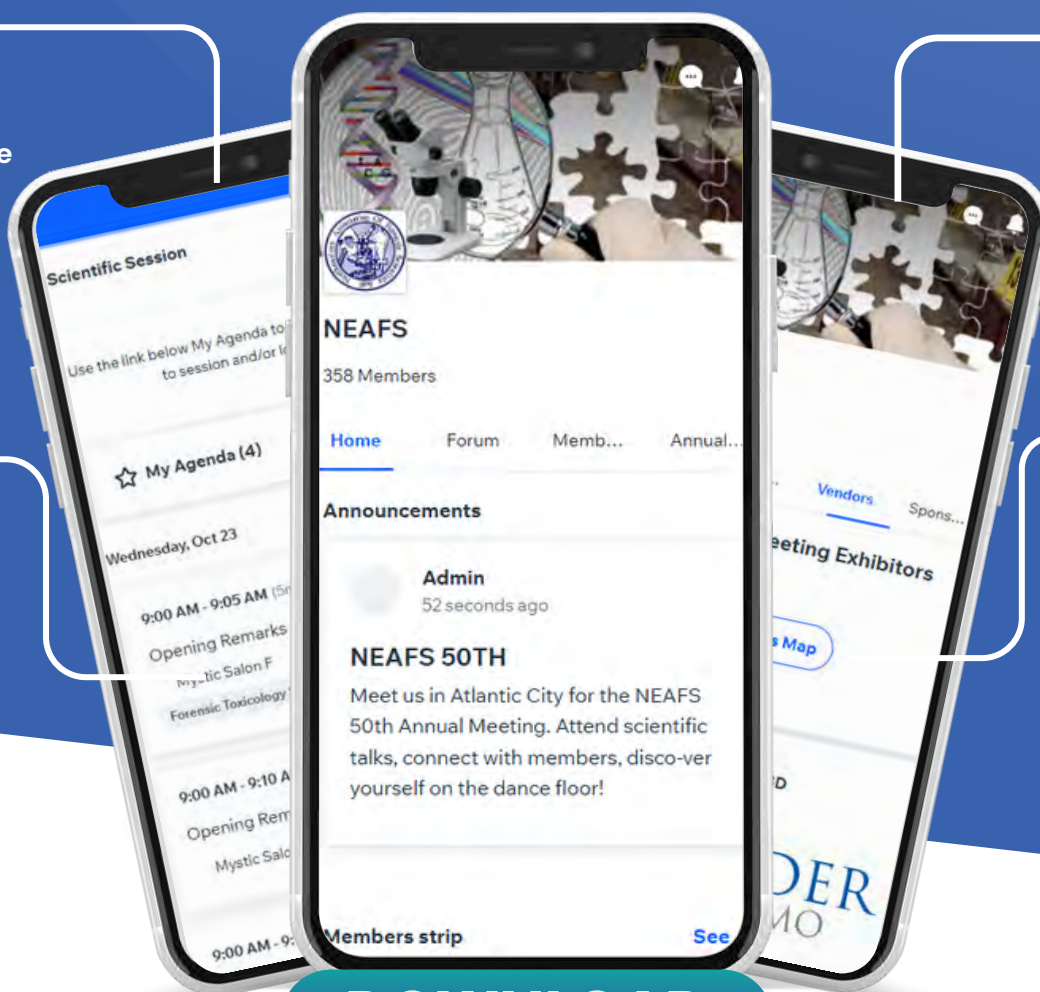 Scientific Session
Use the link below My Agenda to
to session and/or
My Agenda (4)
Wednesday, Oct 23
9:00 AM - 9:05 AM
Opening Remarks
Mystic Salon F
Forensic Toxicology
9:00 AM - 9:10 A
Opening Rem
Mystic Salo
9:00 AM - 9:
NEAFS
358 Members
Home Forum Memb... Annual...
Announcements
Admin
52 seconds ago
NEAFS 50TH
Meet us in Atlantic City for the NEAFS
50th Annual Meeting. Attend scientific
talks, connect with members, disco-ver
yourself on the dance floor!
Members strip See
Vendors Spons...
eeting Exhibitors
s Map
DER
MO
DOWNLOAD